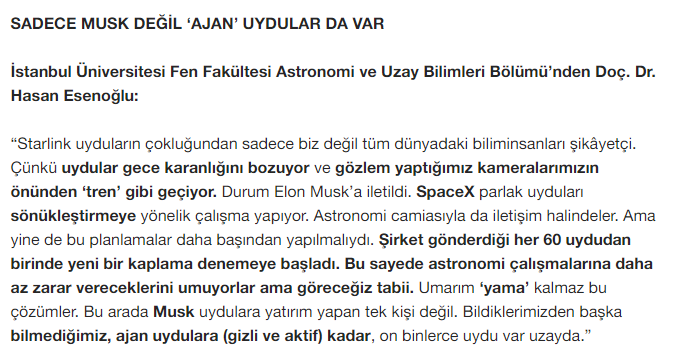 SADECE MUSK DEĞİL ‘AJAN’ UYDULAR DA VAR
İstanbul Üniversitesi Fen Fakültesi Astronomi ve Uzay Bilimleri Bölümü’nden Doç. Dr.
Hasan Esenoğlu:
“Starlink uyduların çokluğundan sadece biz değil tüm dünyadaki biliminsanları şikâyetçi.
Çünkü uydular gece karanlığını bozuyor ve gözlem yaptığımız kameralarımızın
önünden ‘tren’ gibi geçiyor. Durum Elon Musk’a iletildi. SpaceX parlak uyduları
sönükleştirmeye yönelik çalışma yapıyor. Astronomi camiasıyla da iletişim halindeler. Ama
yine de bu planlamalar daha başından yapılmalıydı. Şirket gönderdiği her 60 uydudan
birinde yeni bir kaplama denemeye başladı. Bu sayede astronomi çalışmalarına daha
az zarar vereceklerini umuyorlar ama göreceğiz tabii. Umarım ‘yama’ kalmaz bu
çözümler. Bu arada Musk uydulara yatırım yapan tek kişi değil. Bildiklerimizden başka
bilmediğimiz, ajan uydulara (gizli ve aktif) kadar, on binlerce uydu var uzayda.”